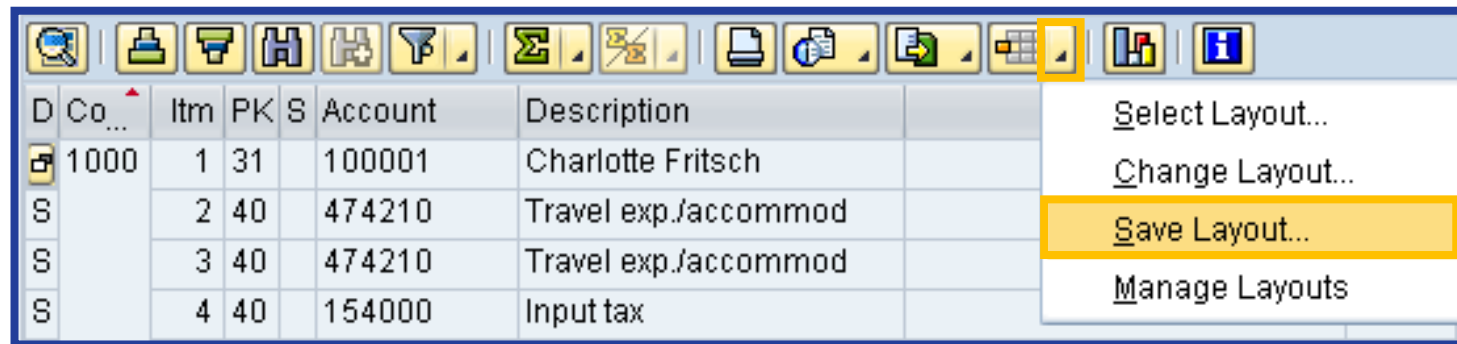 D Co... Itm PK S Account Description
1000 1 31 100001 Charlotte Fritsch
S 2 40 474210 Travel exp./accommod
S 3 40 474210 Travel exp./accommod
S 4 40 154000 Input tax
Select Layout...
Change Layout...
Save Layout...
Manage Layouts